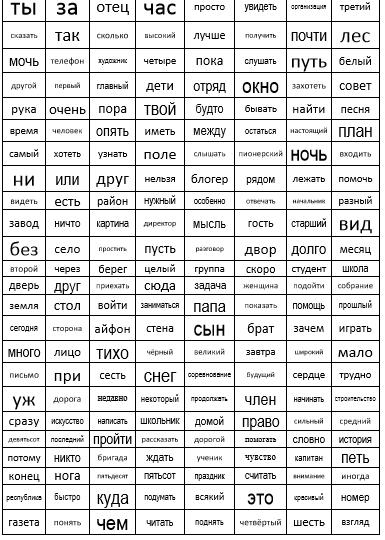 ты за отец час просто увидеть организация третий
сказать так сколько высокий лучше получить почти лес
мочь телефон художник четыре пока слушать путь белый
другой первый главный дети отряд окно захотеть совет
рука очень пора твой будто бывать найти песня
время человек опять иметь между остаться настоящий план
самый хотеть узнать поле слышать пионерский ночь входить
ни или друг нельзя блогер рядом лежать помочь
видеть есть район нужный особенно отвечать начальник разный
завод ничто картина директор мысль гость старший вид
без село простить пусть разговор двор долго месяц
второй через берег целый группа скоро студент школа
дверь друг приехать сюда задача женщина подойти собрание
земля стол войти заниматься папа показать помощь прошлый
сегодня сторона айфон стена сын брат зачем играть
много лицо тихо чёрный великий завтра широкий мало
письмо при сесть снег соревнование будущий сердце трудно
уж дорога недавно некоторый продолжать член начинать строительство
сразу искусство написать школьник домой право сильный средний
девятьсот последний пройти рассказать дорогой помогать словно история
потому никто бригада ждать ученик чувство капитан петь
конец нога пятьдесят пятьсот праздник считать внимание иногда
республика быстро куда подумать всякий это красивый номер
газета понять чем читать поднять четвёртый шесть взгляд